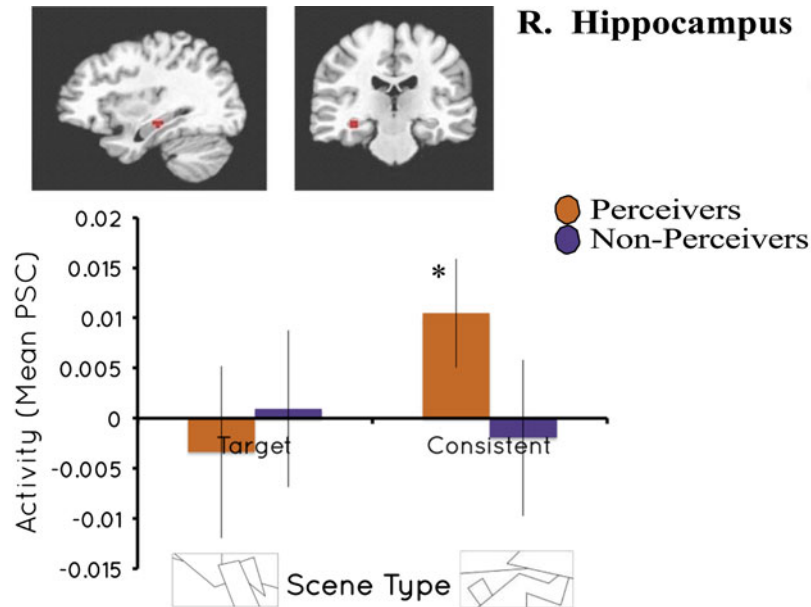 R. Hippocampus
Perceivers
Non-Perceivers
0.02
0.015
0.01
0.005
0
-0.005
-0.01
-0.015
Activity (Mean PSC)
*
Target
Consistent
Scene Type